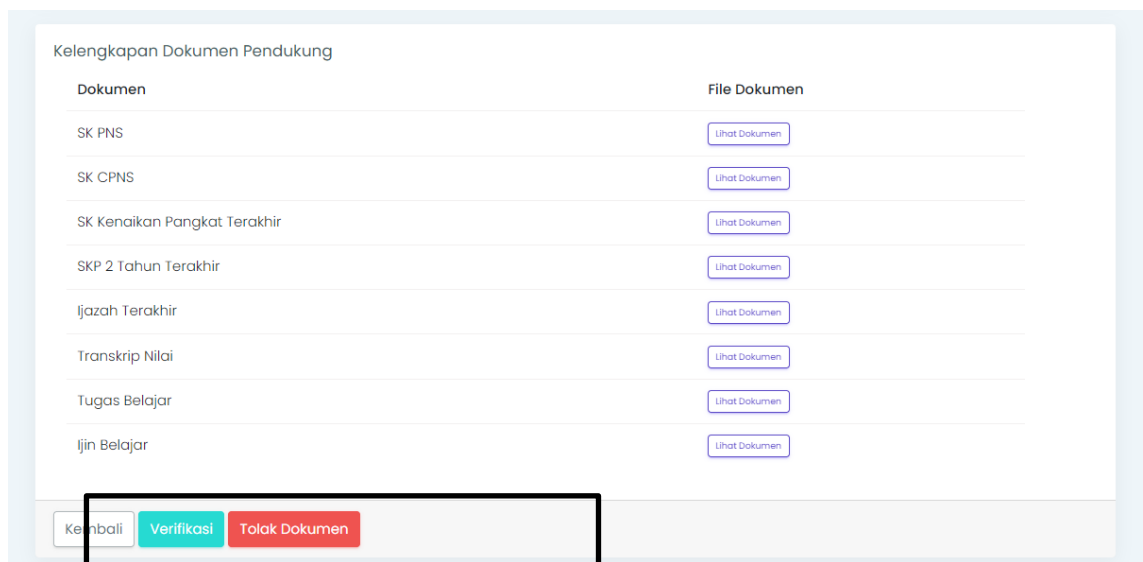 Kelengkapan Dokumen Pendukung
Dokumen File Dokumen
SK PNS Lihat Dokumen
SK CPNS Lihat Dokumen
SK Kenaikan Pangkat Terakhir Lihat Dokumen
SKP 2 Tahun Terakhir Lihat Dokumen
Ijazah Terakhir Lihat Dokumen
Transkrip Nilai Lihat Dokumen
Tugas Belajar Lihat Dokumen
Ijin Belajar Lihat Dokumen
Kembali Verifikasi Tolak Dokumen